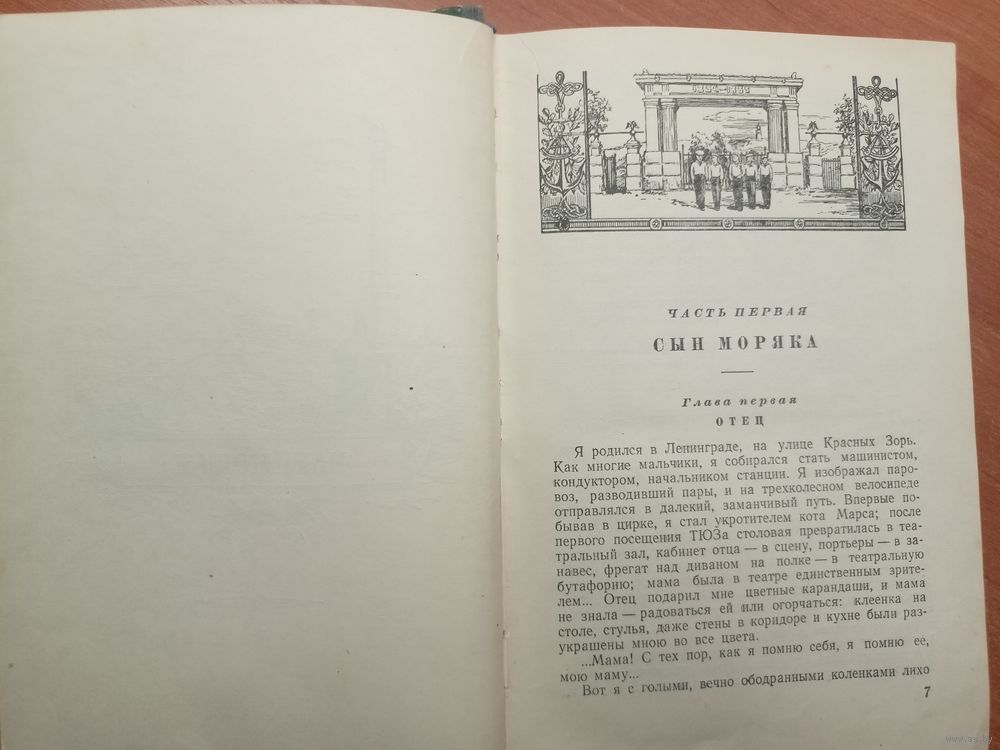 ЧАСТЬ ПЕРВАЯ
СЫН МОРЯКА
Глава первая
ОТЕЦ
Я родился в Ленинграде, на улице Красных Зорь.
Как многие мальчики, я собирался стать машинистом,
кондуктором, начальником станции. Я изображал паро-
воз, разводивший пары, и на трехколесном велосипеде
отправлялся в далекий, заманчивый путь. Впервые по-
бывав в цирке, я стал укротителем кота Марса; после
первого посещения ТЮЗа столовая превратилась в теа-
тральный зал, кабинет отца — в сцену, портьеры — в за-
навес, фрегат над диваном на полке — в театральную
бутафорию; мама была в театре единственным зрите-
лем... Отец подарил мне цветные карандаши, и мама
не знала — радоваться ей или огорчаться: клеенка на
столе, стулья, даже стены в коридоре и кухне были раз-
украшены мною во все цвета.
...Мама! С тех пор, как я помню себя, я помню ее,
мою маму...
Вот я с голыми, вечно ободранными коленками лихо
7